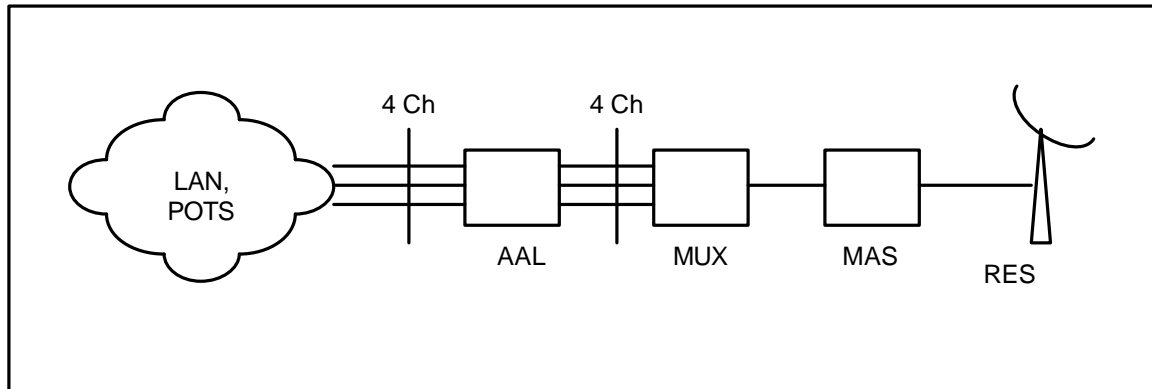 4 Ch
4 Ch
LAN,
POTS
AAL
MUX
MAS
RES